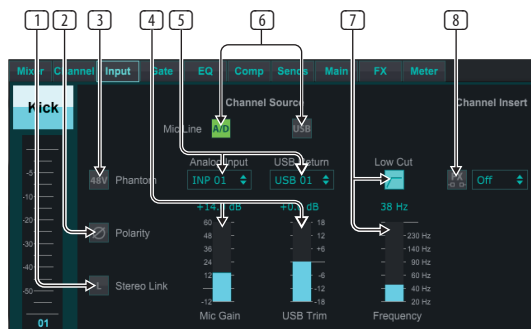 1 2 3 4 5 6 7 8
Mixer Channel Input Gate EQ Comp Sends Main FX Meter
Kick Channel Source Channel Insert
Mic Line A/D USB
Analog Input USB Return Low Cut
48V Phantom INP 01 USB 01 FX Off
+14. dB +0. dB 38 Hz
Polarity
Stereo Link
-5
-10
-20
-30
-40
-50
01
60
48
36
24
12
-12
Mic Gain
18
12
6
-6
-12
-18
USB Trim
230 Hz
140 Hz
90 Hz
60 Hz
40 Hz
20 Hz
Frequency